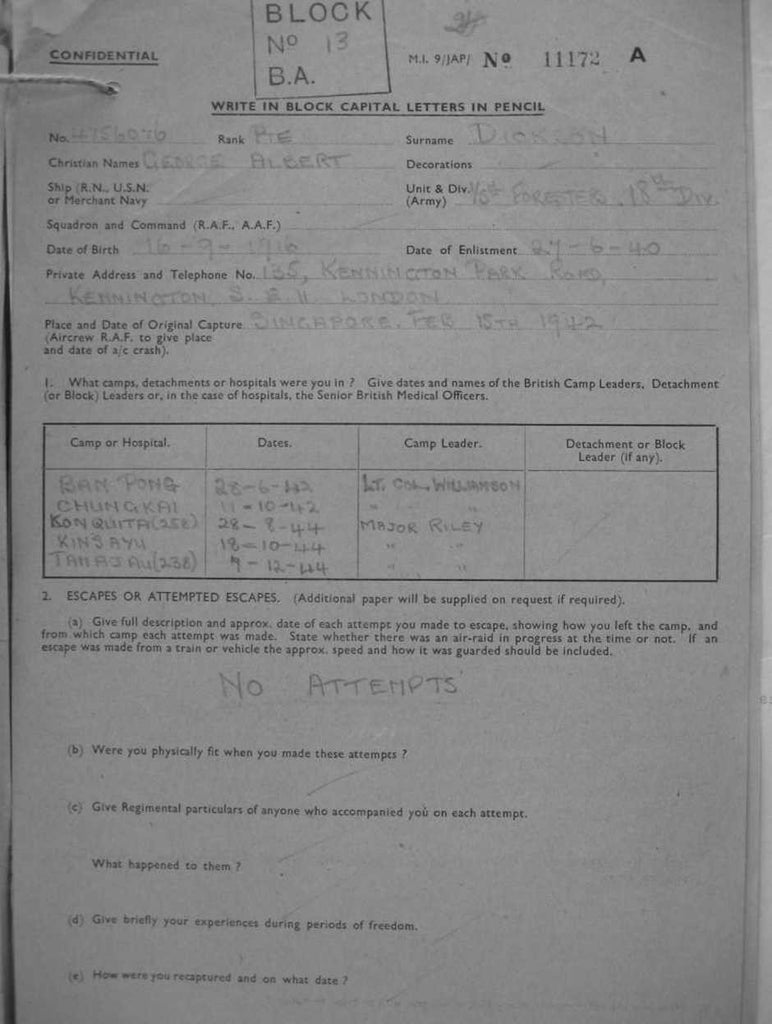 BLOCK
Nº 13
B.A.
CONFIDENTIAL
M.I. 9/JAP/ Nº 11172 A
WRITE IN BLOCK CAPITAL LETTERS IN PENCIL
No. Rank PTE Surname
Christian Names GEORGE ALBERT Decorations
Ship (R.N., U.S.N.
or Merchant Navy
Unit & Div.
(Army) FORESTERS. 18TH DIV.
Squadron and Command (R.A.F., A.A.F.)
Date of Birth 16-9-1916 Date of Enlistment 27-6-40
Private Address and Telephone No. 135, KENNINGTON PARK ROAD,
KENNINGTON, S.E.11 LONDON
Place and Date of Original Capture SINGAPORE. FEB 15TH 1942
(Aircrew R.A.F. to give place
and date of a/c crash).
1. What camps, detachments or hospitals were you in ? Give dates and names of the British Camp Leaders, Detachment
(or Block) Leaders or, in the case of hospitals, the Senior British Medical Officers.
Camp or Hospital. Dates. Camp Leader. Detachment or Block
Leader (if any).
BAN PONG 28-6-42 LT. COL. WILLIAMSON
CHUNGKAI 11-10-42 " "
KONQUITA(258) 28-8-44 MAJOR RILEY
KINSAYU 18-10-44 " "
(238) 9-12-44 " "
2. ESCAPES OR ATTEMPTED ESCAPES. (Additional paper will be supplied on request if required).
(a) Give full description and approx. date of each attempt you made to escape, showing how you left the camp, and
from which camp each attempt was made. State whether there was an air-raid in progress at the time or not. If an
escape was made from a train or vehicle the approx. speed and how it was guarded should be included.
NO ATTEMPTS
(b) Were you physically fit when you made these attempts ?
(c) Give Regimental particulars of anyone who accompanied you on each attempt.
What happened to them ?
(d) Give briefly your experiences during periods of freedom.
(e) How were you recaptured and on what date ?